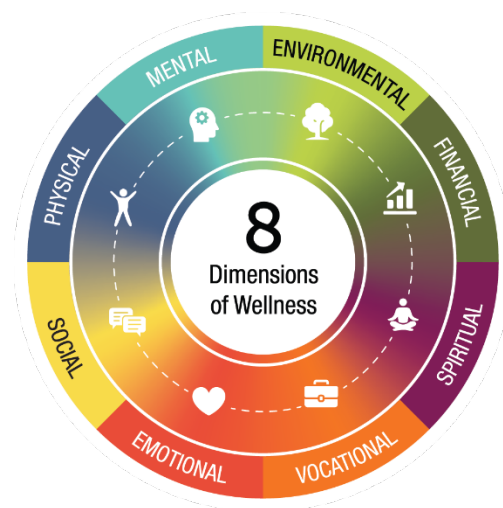 8
Dimensions
of Wellness
MENTAL
ENVIRONMENTAL
FINANCIAL
SPIRITUAL
VOCATIONAL
EMOTIONAL
SOCIAL
PHYSICAL